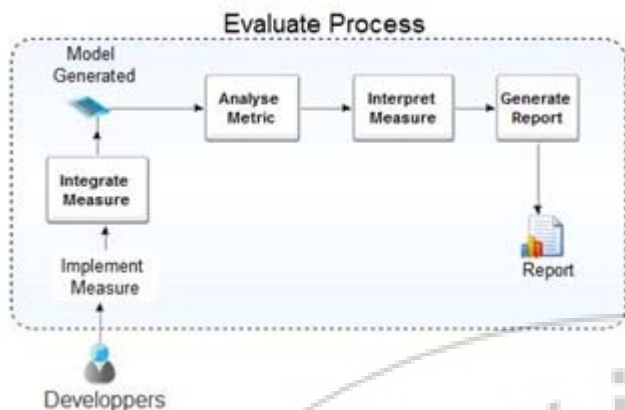 Evaluate Process
Model
Generated
Analyse
Metric
Interpret
Measure
Generate
Report
Integrate
Measure
Implement
Measure
Report
Developpers